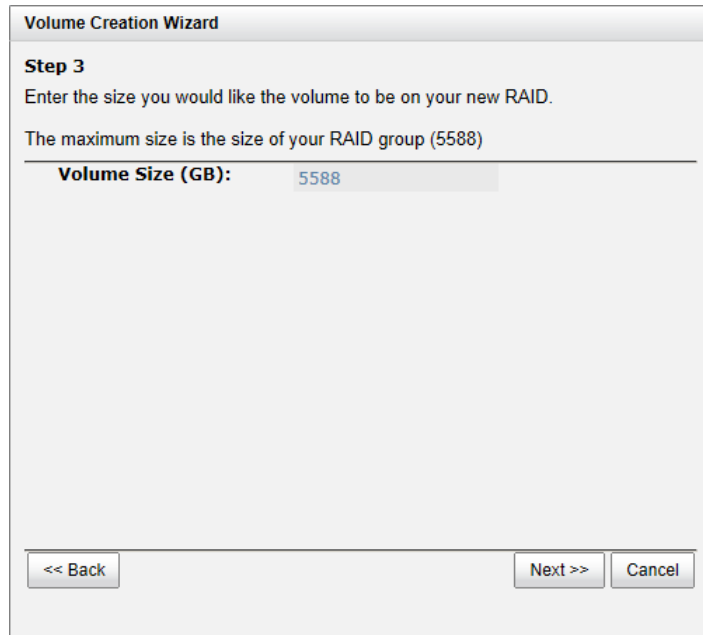 Volume Creation Wizard
Step 3
Enter the size you would like the volume to be on your new RAID.
The maximum size is the size of your RAID group (5588)
Volume Size (GB): 5588
<< Back Next >> Cancel